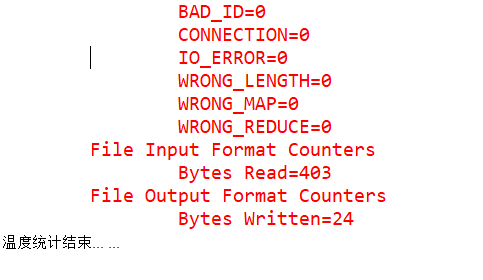 BAD_ID=0
CONNECTION=0
IO_ERROR=0
WRONG_LENGTH=0
WRONG_MAP=0
WRONG_REDUCE=0
File Input Format Counters
Bytes Read=403
File Output Format Counters
Bytes Written=24
温度统计结束... ...